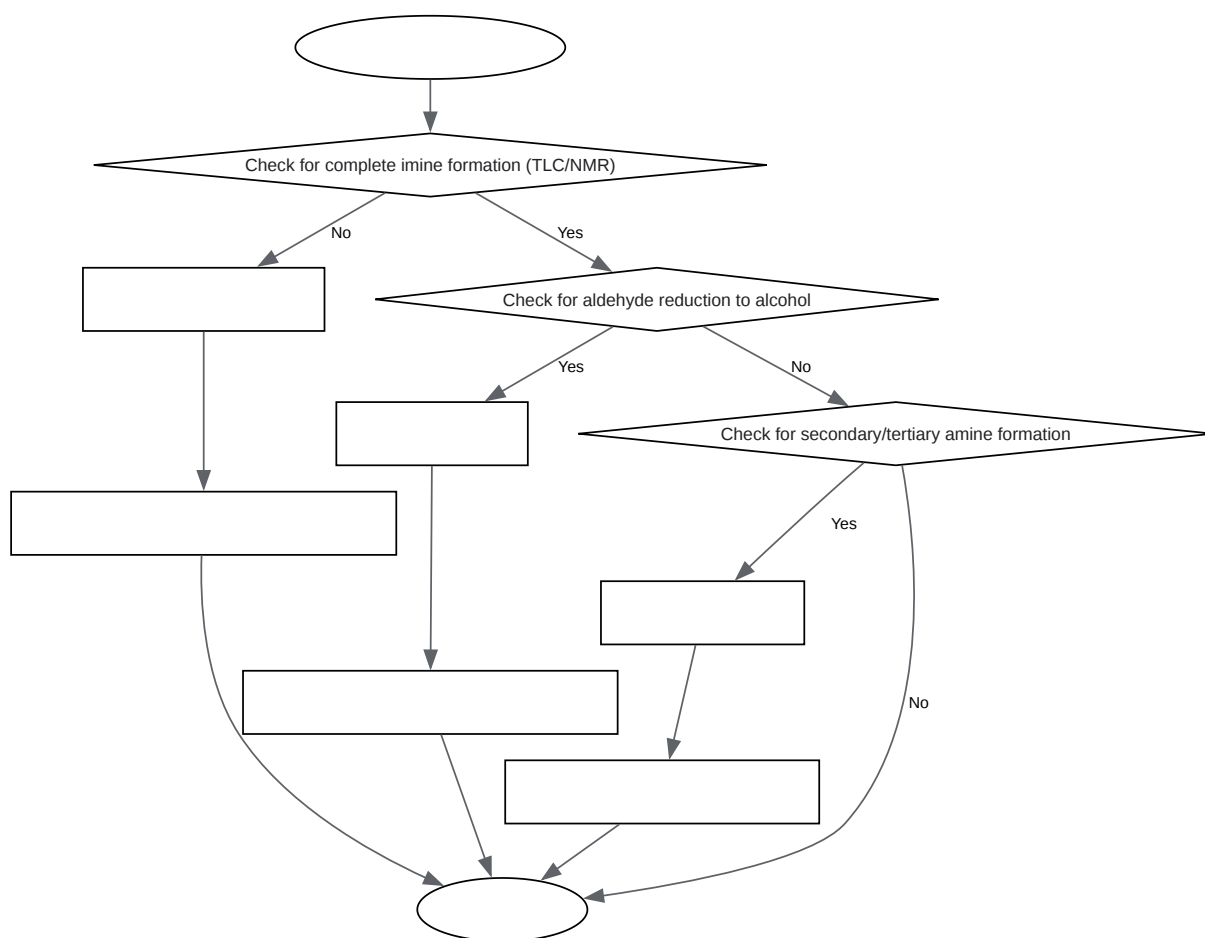 Check for complete imine formation (TLC/NMR)
No
Yes
Check for aldehyde reduction to alcohol
Yes
No
Check for secondary/tertiary amine formation
Yes
No